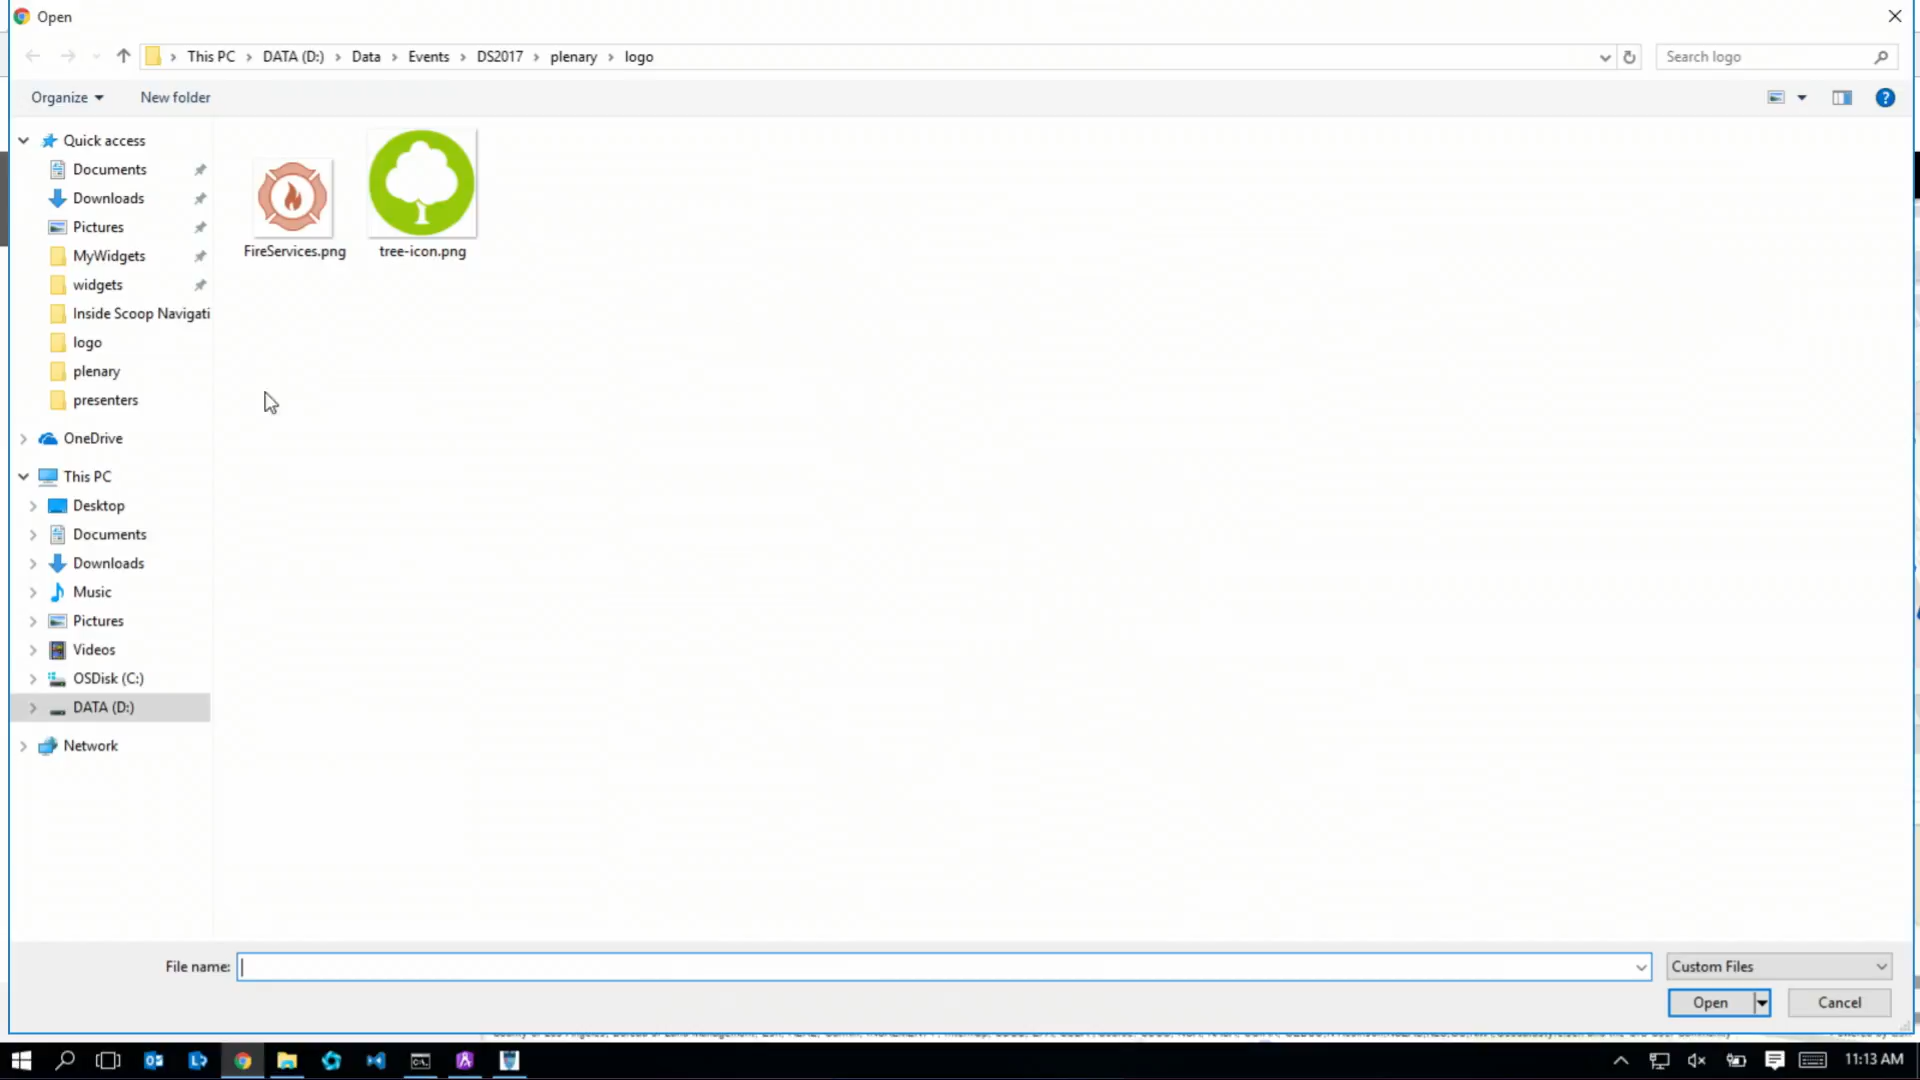 Open
This PC
DATA (D:)
Data
Events
DS2017
plenary
logo
Search logo
Organize
New folder
Quick access
Documents
Downloads
Pictures
MyWidgets
widgets
Inside Scoop Navigati
logo
plenary
presenters
OneDrive
This PC
Desktop
Documents
Downloads
Music
Pictures
Videos
OSDisk (C:)
DATA (D:)
Network
FireServices.png
tree-icon.png
File name:
Custom Files
Open
Cancel
11:13 AM